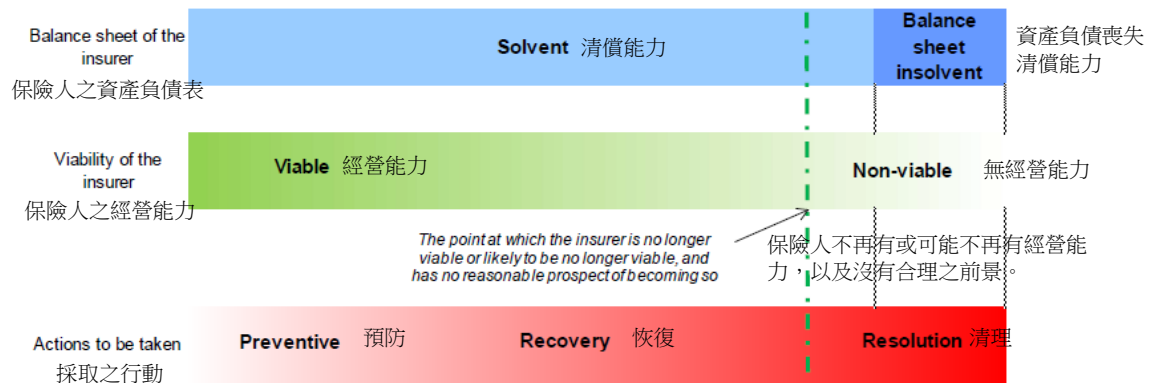 Balance sheet of the
insurer
保險人之資產負債表
Solvent 清償能力
Balance
sheet
insolvent
資產負債喪失
清償能力
Viability of the
insurer
保險人之經營能力
Viable 經營能力
Non-viable 無經營能力
The point at which the insurer is no longer
viable or likely to be no longer viable, and
has no reasonable prospect of becoming so
保險人不再有或可能不再有經營能
力，以及沒有合理之前景。
Actions to be taken
採取之行動
Preventive 預防
Recovery 恢復
Resolution 清理